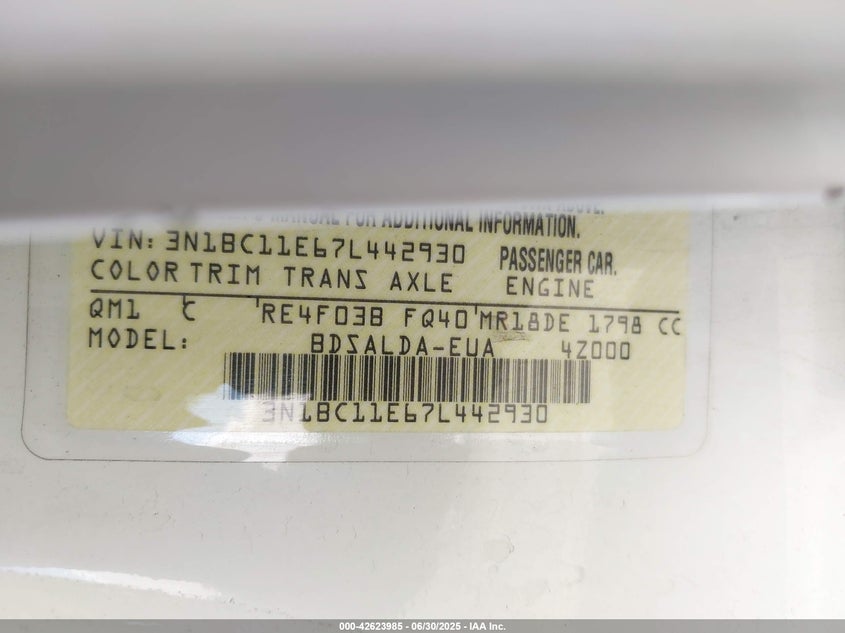 MANUAL FOR ADDITIONAL INFORMATION.
VIN: 3N1BC11E67L442930 PASSENGER CAR.
COLOR TRIM TRANS AXLE ENGINE
QM1 C RE4F03B FQ40 MR18DE 1798 CC
MODEL: BDSALDA-EUA 4Z000
3N1BC11E67L442930
000-42623985 - 06/30/2025 - IAA Inc.